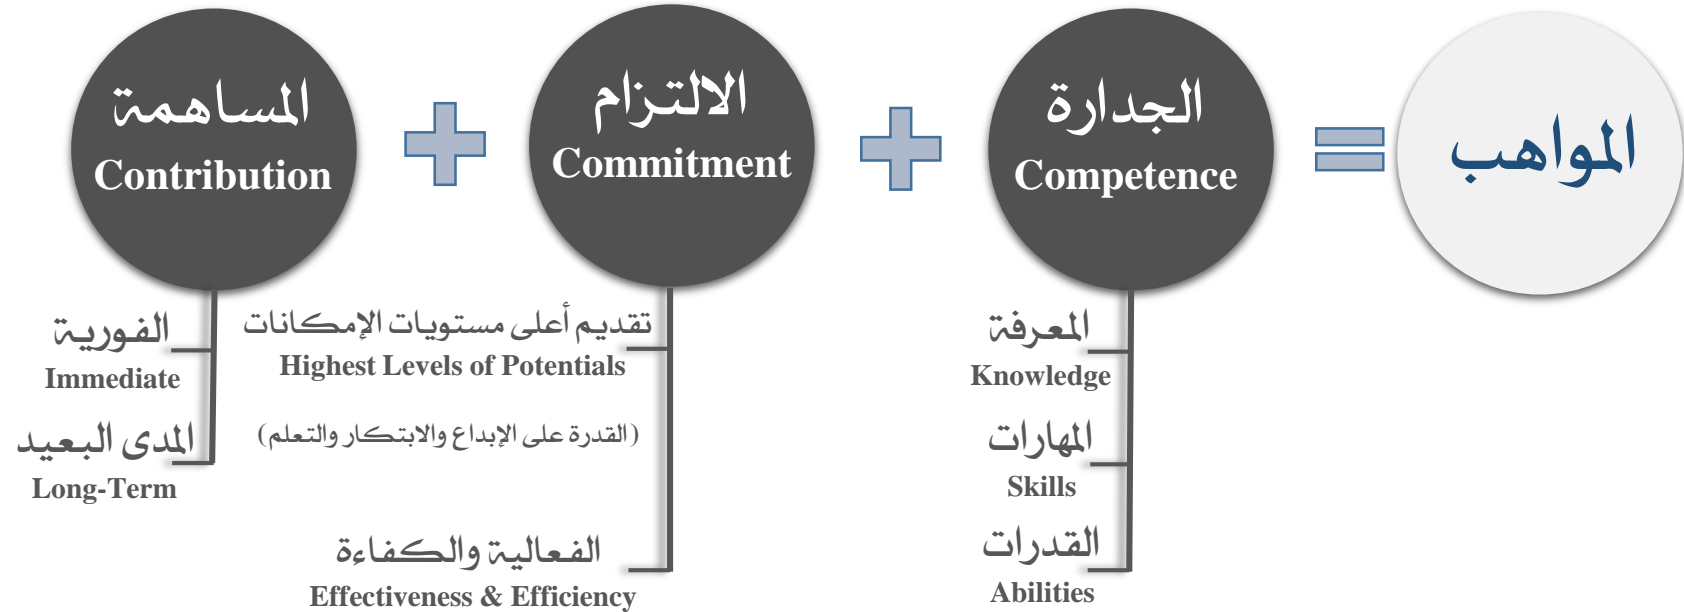 المواهب
=
الجدارة
Competence
المعرفة
Knowledge
المهارات
Skills
القدرات
Abilities
+
الالتزام
Commitment
تقديم أعلى مستويات الإمكانات
Highest Levels of Potentials
(القدرة على الإبداع والابتكار والتعلم)
الفعالية والكفاءة
Effectiveness & Efficiency
+
المساهمة
Contribution
الفورية
Immediate
المدى البعيد
Long-Term